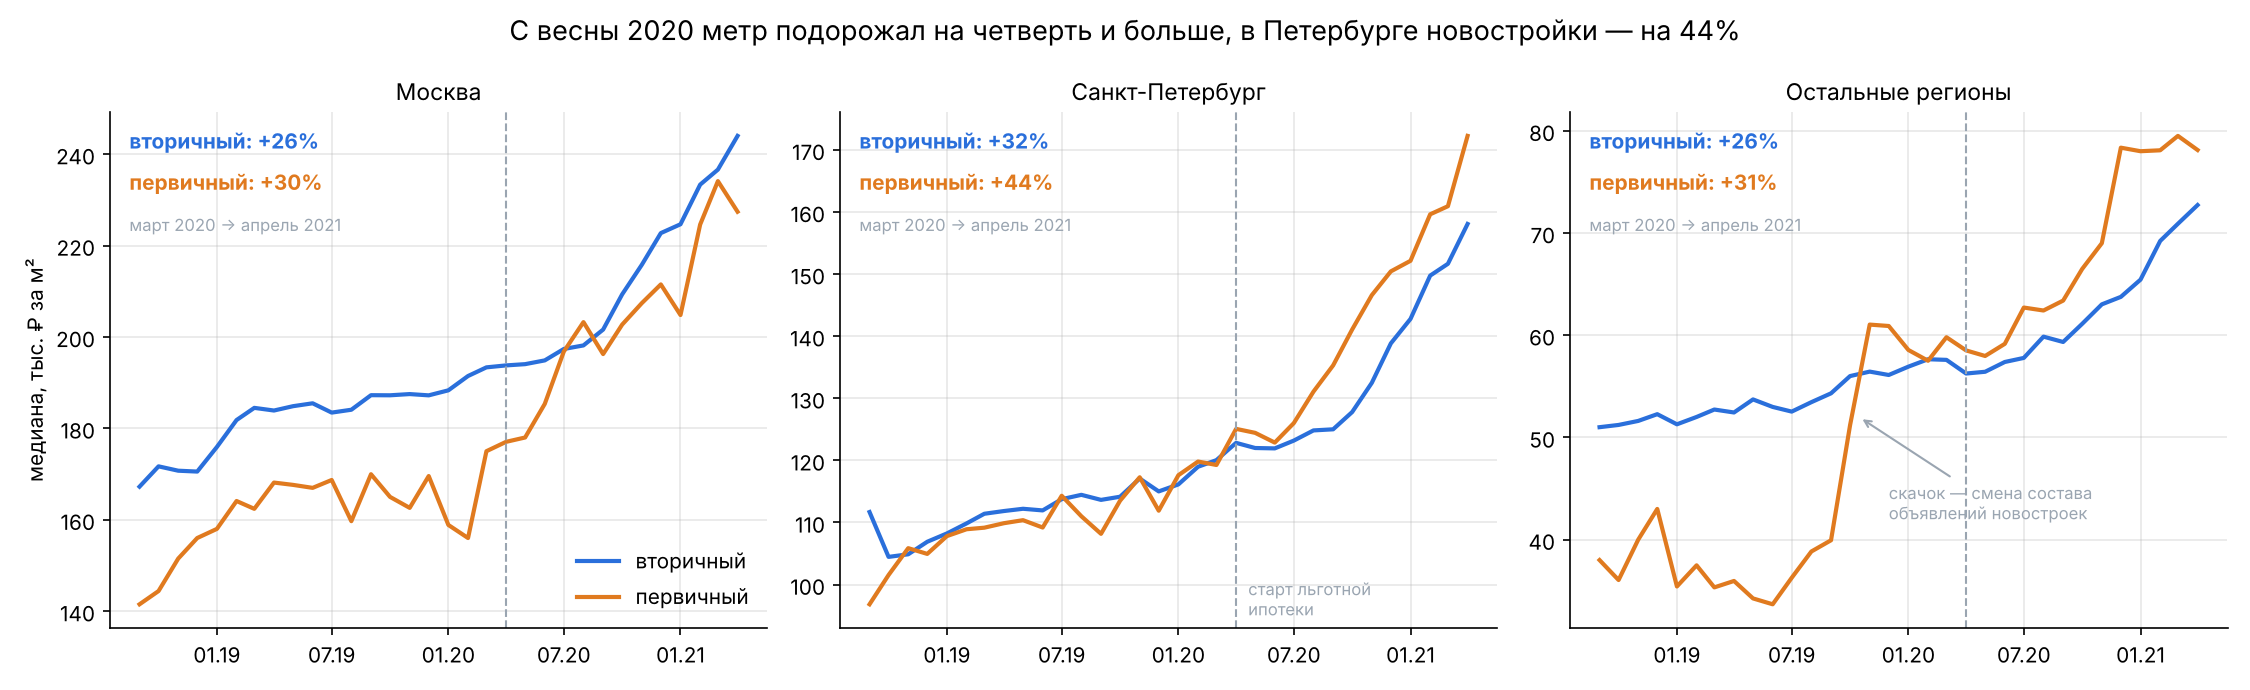 С весны 2020 метр подорожал на четверть и больше, в Петербурге новостройки — на 44%
Москва
медиана, тыс. ₽ за м²
240
220
200
180
160
140
вторичный: +26%
первичный: +30%
март 2020 → апрель 2021
вторичный
первичный
01.19
07.19
01.20
07.20
01.21
Санкт-Петербург
170
160
150
140
130
120
110
100
вторичный: +32%
первичный: +44%
март 2020 → апрель 2021
старт льготной
ипотеки
01.19
07.19
01.20
07.20
01.21
Остальные регионы
80
70
60
50
40
вторичный: +26%
первичный: +31%
март 2020 → апрель 2021
скачок — смена состава
объявлений новостроек
01.19
07.19
01.20
07.20
01.21